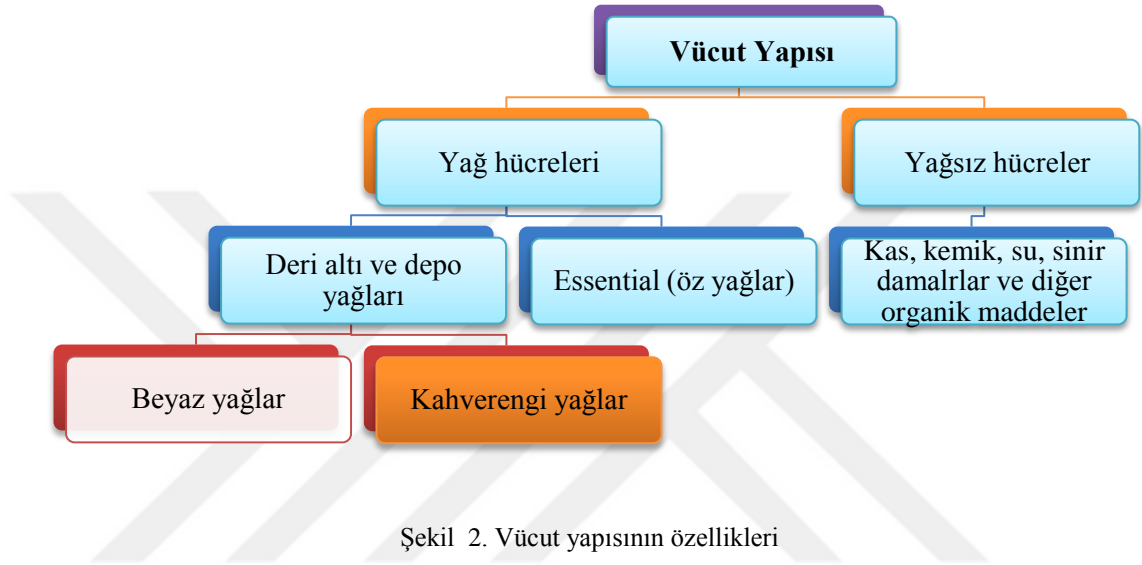 Vücut Yapısı
Yağ hücreleri
Yağsız hücreler
Deri altı ve depo
yağları
Essential (öz yağlar)
Kas, kemik, su, sinir
damalrlar ve diğer
organik maddeler
Beyaz yağlar
Kahverengi yağlar
Şekil  2. Vücut yapısının özellikleri